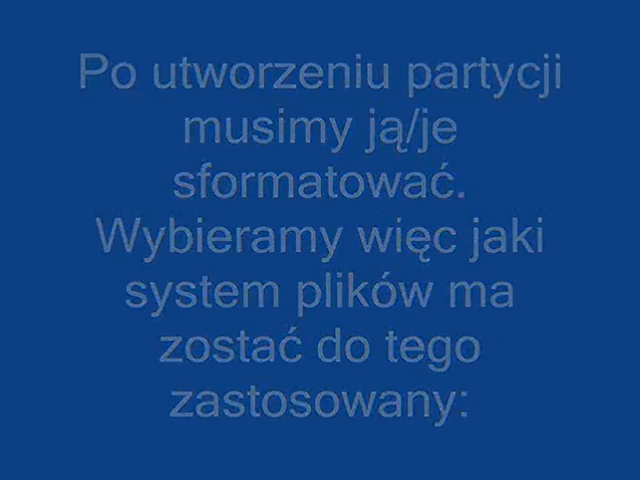 Po utworzeniu partycji
musimy ją/je
sformatować.
Wybieramy więc jaki
system plików ma
zostać do tego
zastosowany: